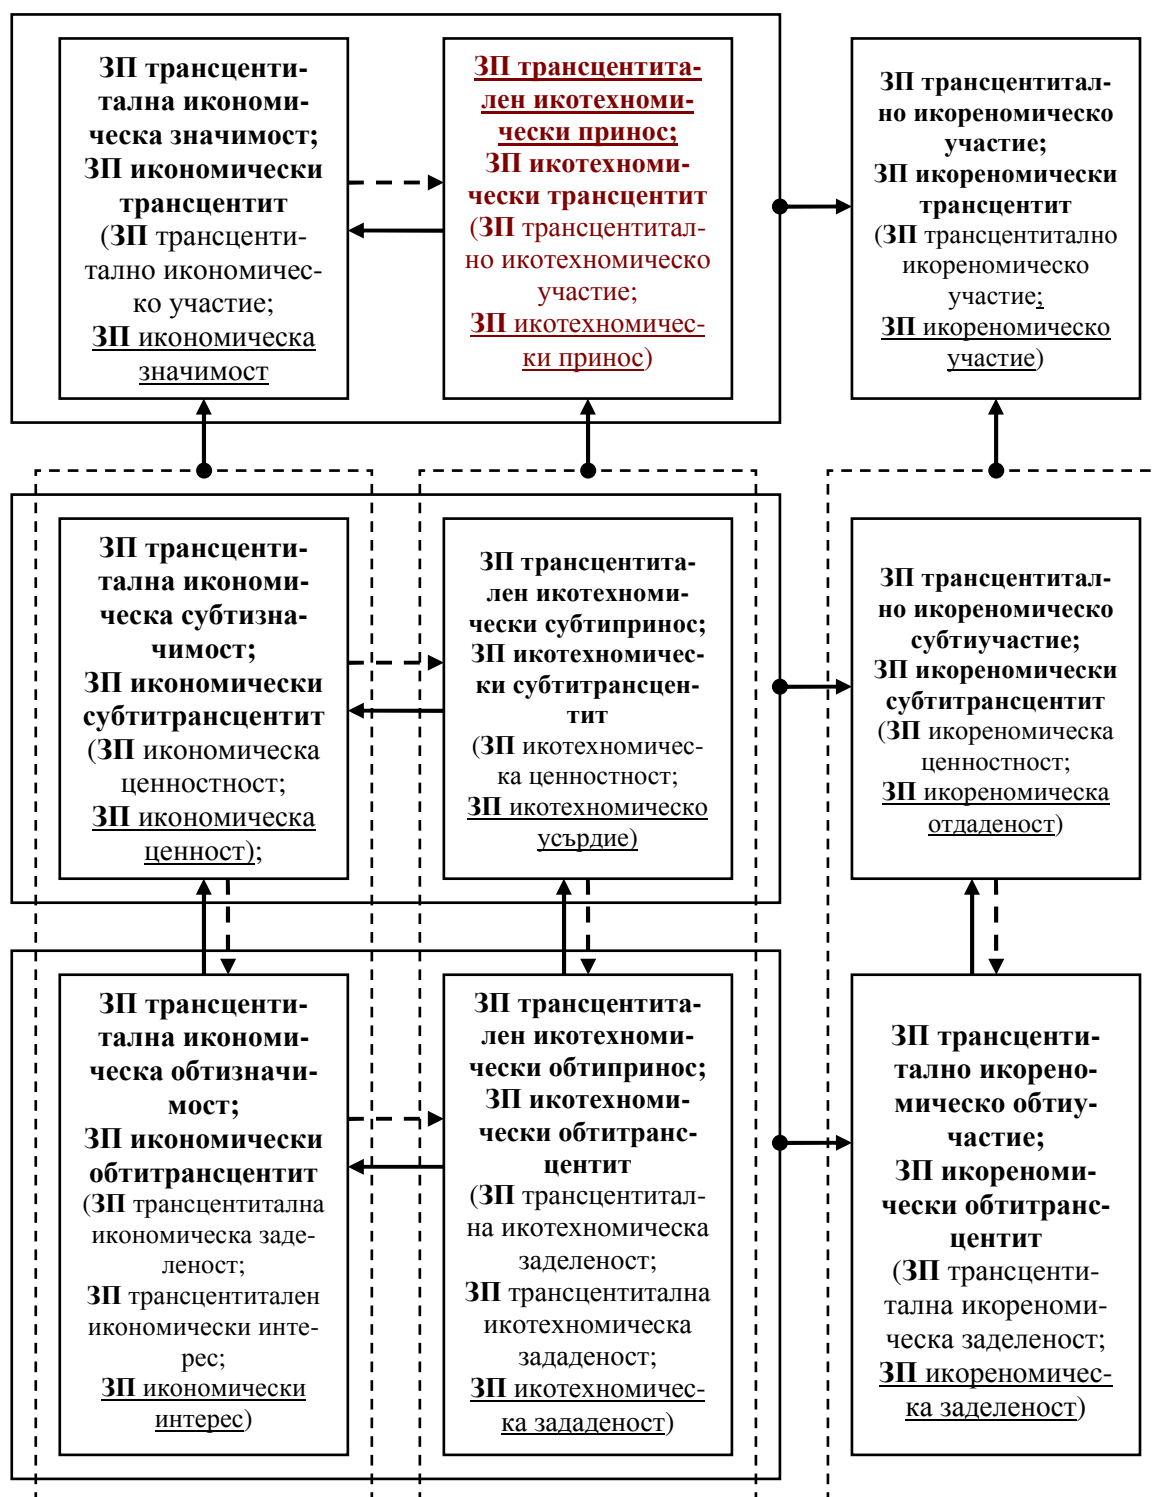 ЗП трансценти-
тална икономи-
ческа значимост;
ЗП икономически
трансцентит
(ЗП трансценти-
тално икономичес-
ко участие;
ЗП икономическа
значимост
ЗП трансцентита-
лен икотехноми-
чески принос;
ЗП икотехноми-
чески трансцентит
(ЗП трансцентитал-
но икотехномическо
участие;
ЗП икотехномичес-
ки принос)
ЗП трансцентитал-
но икореномическо
участие;
ЗП икореномически
трансцентит
(ЗП трансцентитално
икореномическо
участие;
ЗП икореномическо
участие)
ЗП трансценти-
тална икономи-
ческа субтизна-
чимост;
ЗП икономически
субтитрансцентит
(ЗП икономическа
ценностност;
ЗП икономическа
ценност);
ЗП трансцентита-
лен икотехноми-
чески субтипринос;
ЗП икотехномичес-
ки субтитрансцен-
тит
(ЗП икотехномичес-
ка ценностност;
ЗП икотехномическо
усърдие)
ЗП трансцентитал-
но икореномическо
субтиучастие;
ЗП икореномически
субтитрансцентит
(ЗП икореномическа
ценностност;
ЗП икореномическа
отдаденост)
ЗП трансценти-
тална икономи-
ческа обтизначи-
мост;
ЗП икономически
обтитрансцентит
(ЗП трансцентитална
икономическа заде-
леност;
ЗП трансцентитален
икономически инте-
рес;
ЗП икономически
интерес)
ЗП трансцентита-
лен икотехноми-
чески обтипринос;
ЗП икотехноми-
чески обтитранс-
центит
(ЗП трансцентитал-
на икотехномическа
заделеност;
ЗП трансцентитална
икотехномическа
зададеност;
ЗП икотехномичес-
ка зададеност)
ЗП трансценти-
тално икорено-
мическо обтиу-
частие;
ЗП икореноми-
чески обтитранс-
центит
(ЗП трансценти-
тална икореноми-
ческа заделеност;
ЗП икореномичес-
ка заделеност)